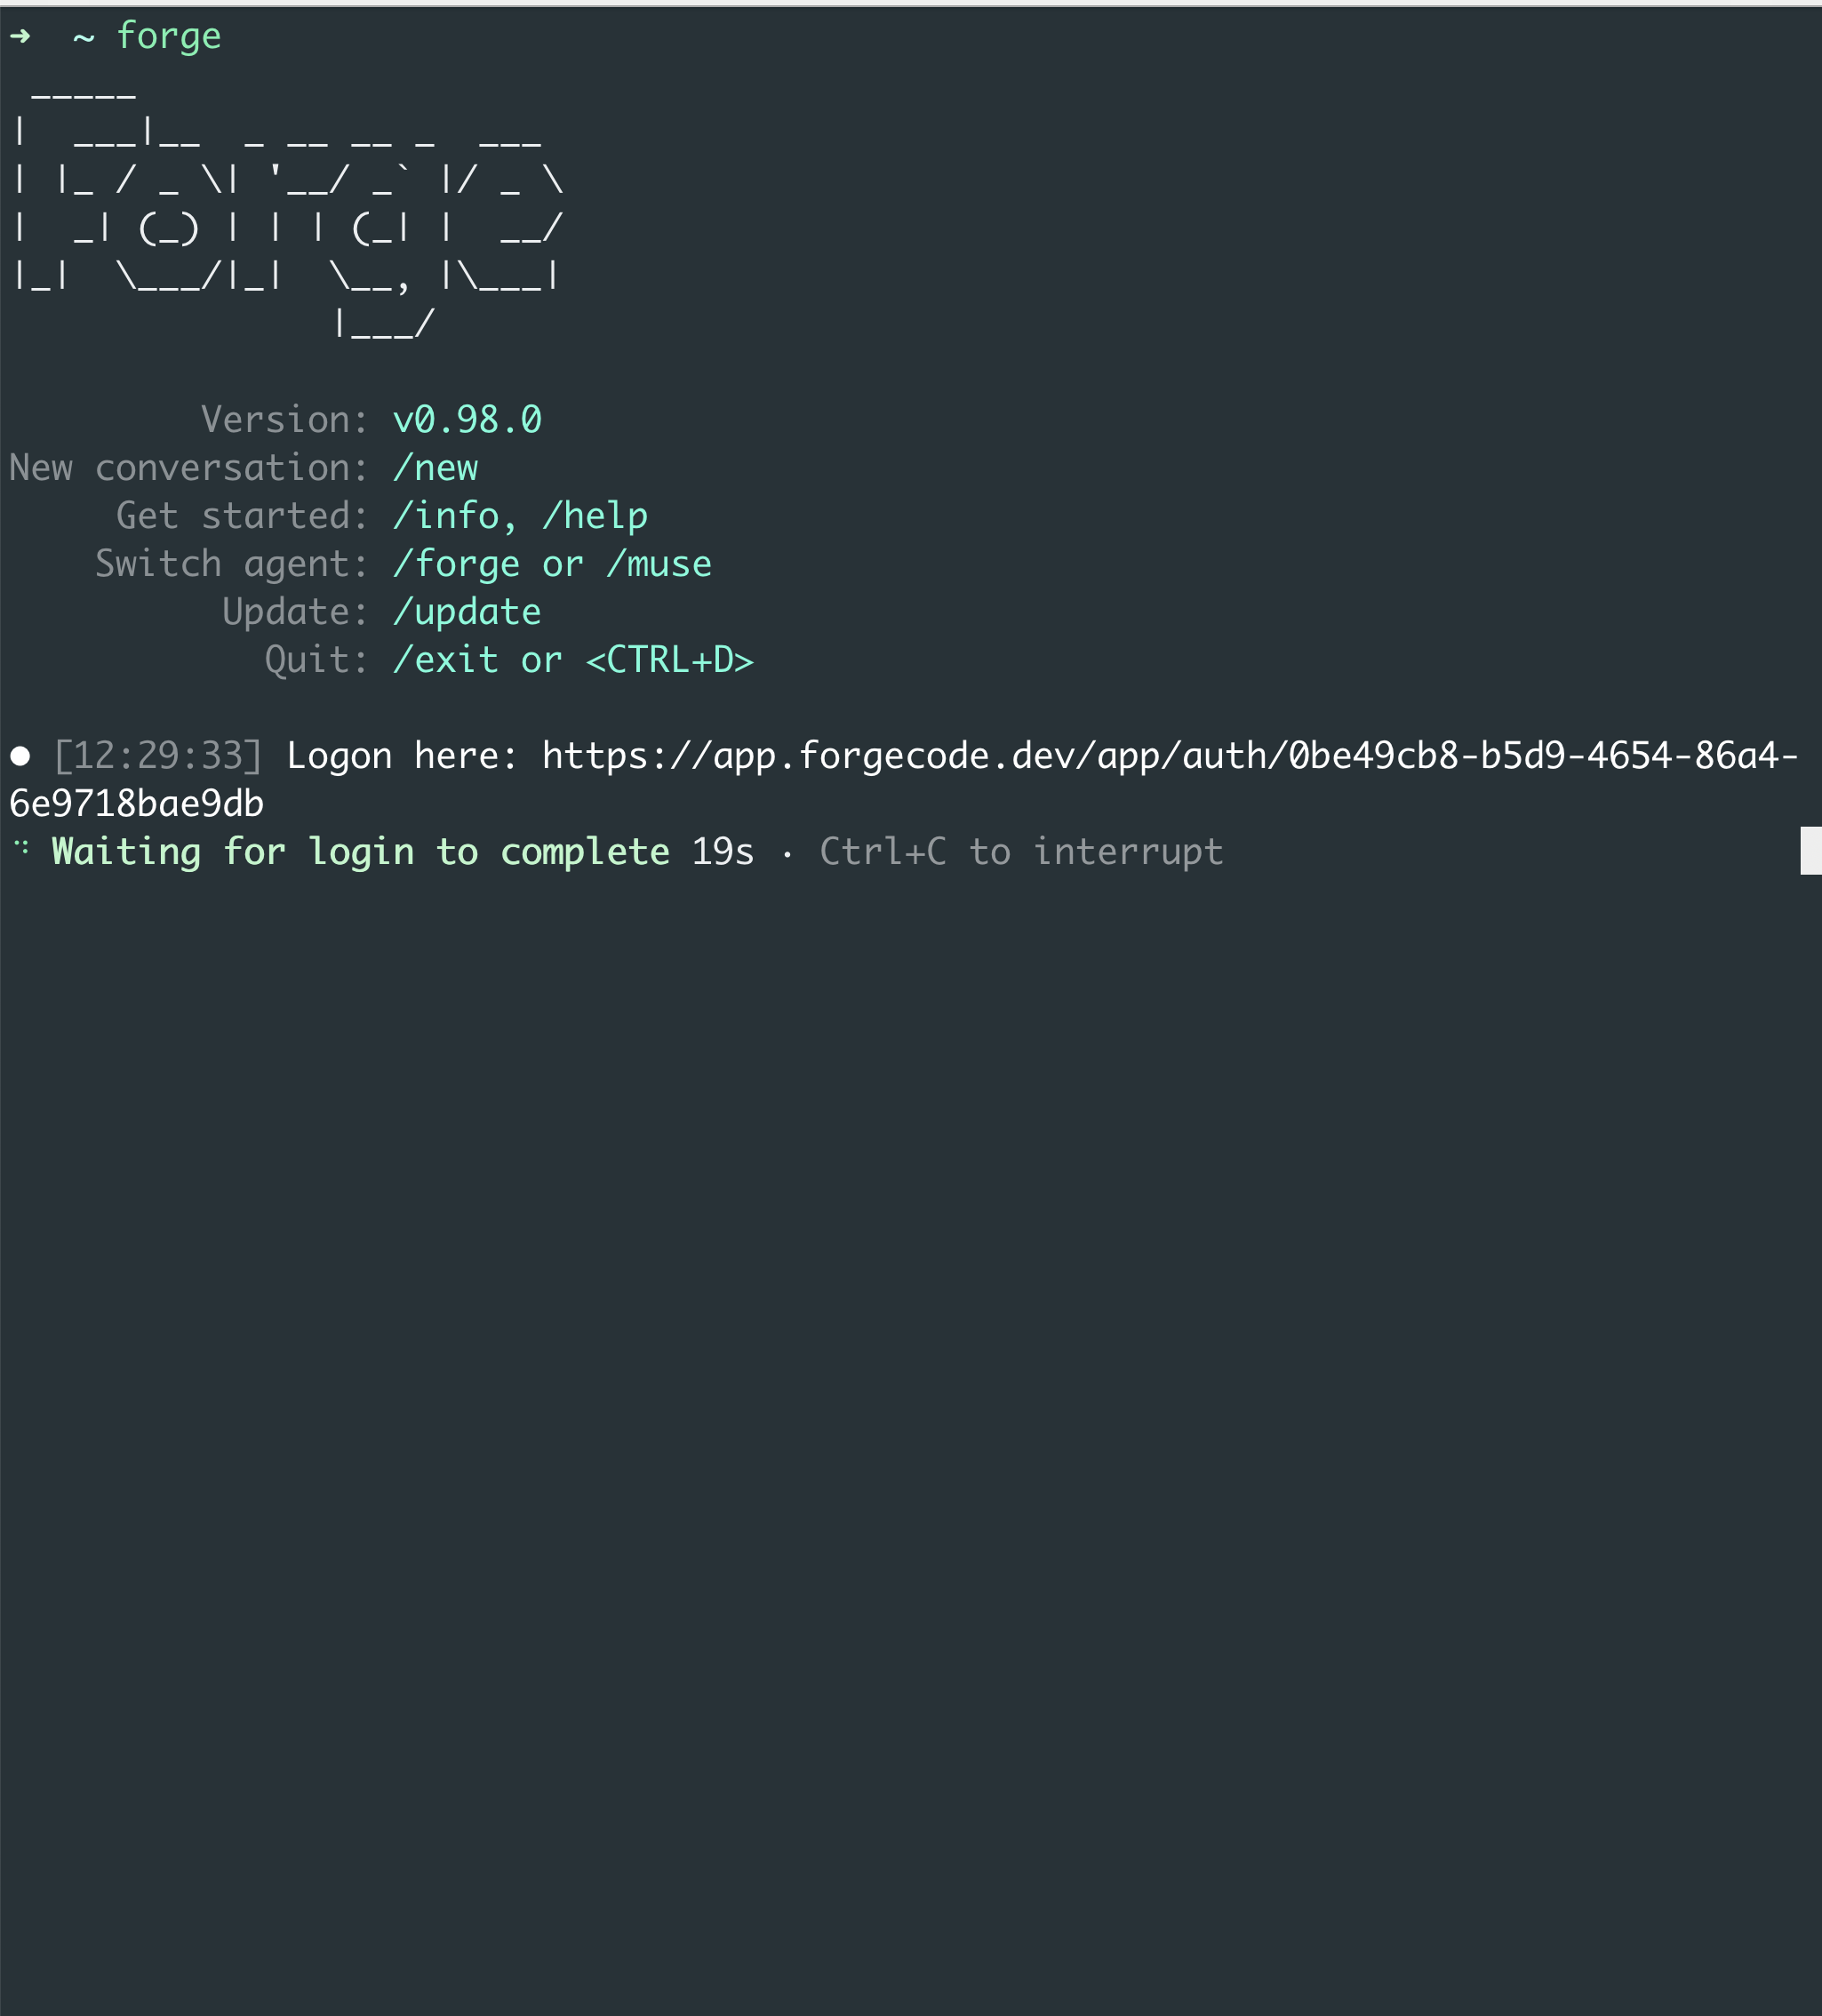 ➜  ~ forge
 _____
|  ___|__  _ __ __ _  ___
| |_ / _ \| '__/ _` |/ _ \
|  _| (_) | | | (_| |  __/
|_|  \___/|_|  \__, |\___|
               |___/
Version: v0.98.0
New conversation: /new
Get started: /info, /help
Switch agent: /forge or /muse
Update: /update
Quit: /exit or <CTRL+D>
● [12:29:33] Logon here: https://app.forgecode.dev/app/auth/0be49cb8-b5d9-4654-86a4-
6e9718bae9db
⠙ Waiting for login to complete 19s · Ctrl+C to interrupt